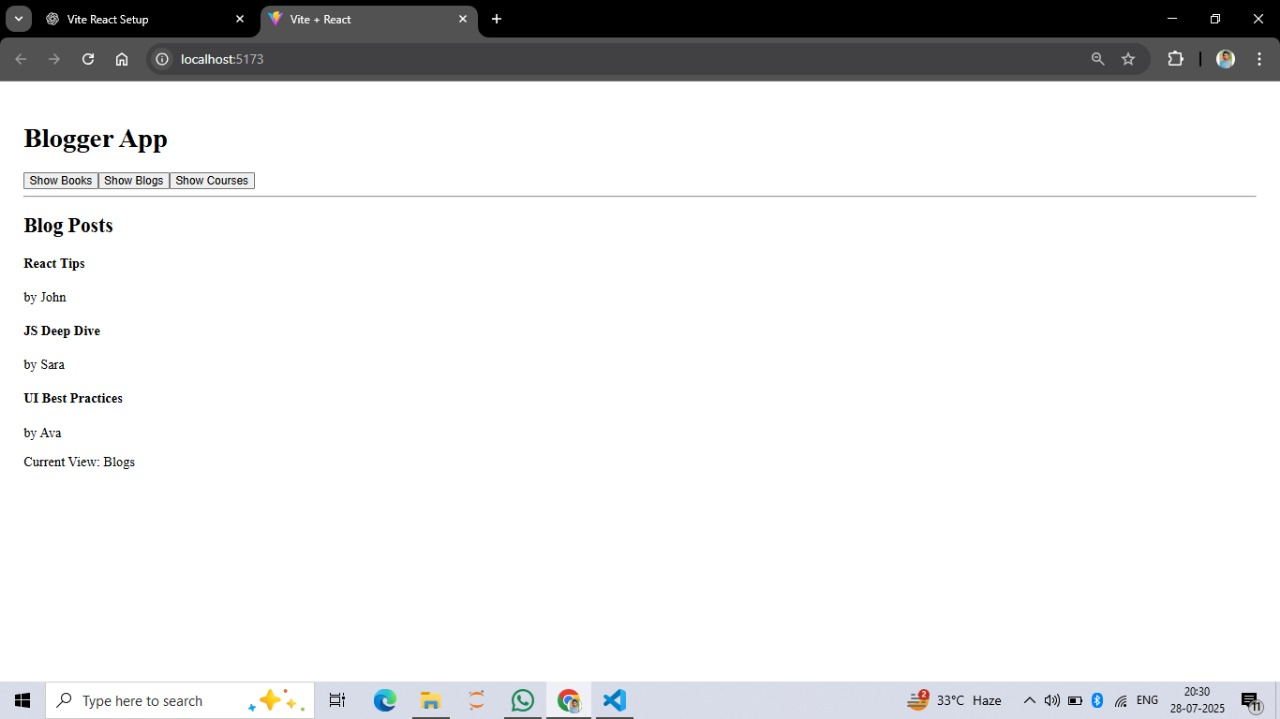 Vite React Setup
Vite + React
localhost:5173
Blogger App
Show Books Show Blogs Show Courses
Blog Posts
React Tips
by John
JS Deep Dive
by Sara
UI Best Practices
by Ava
Current View: Blogs
Type here to search
2
33°C Haze
ENG
20:30
28-07-2025
11